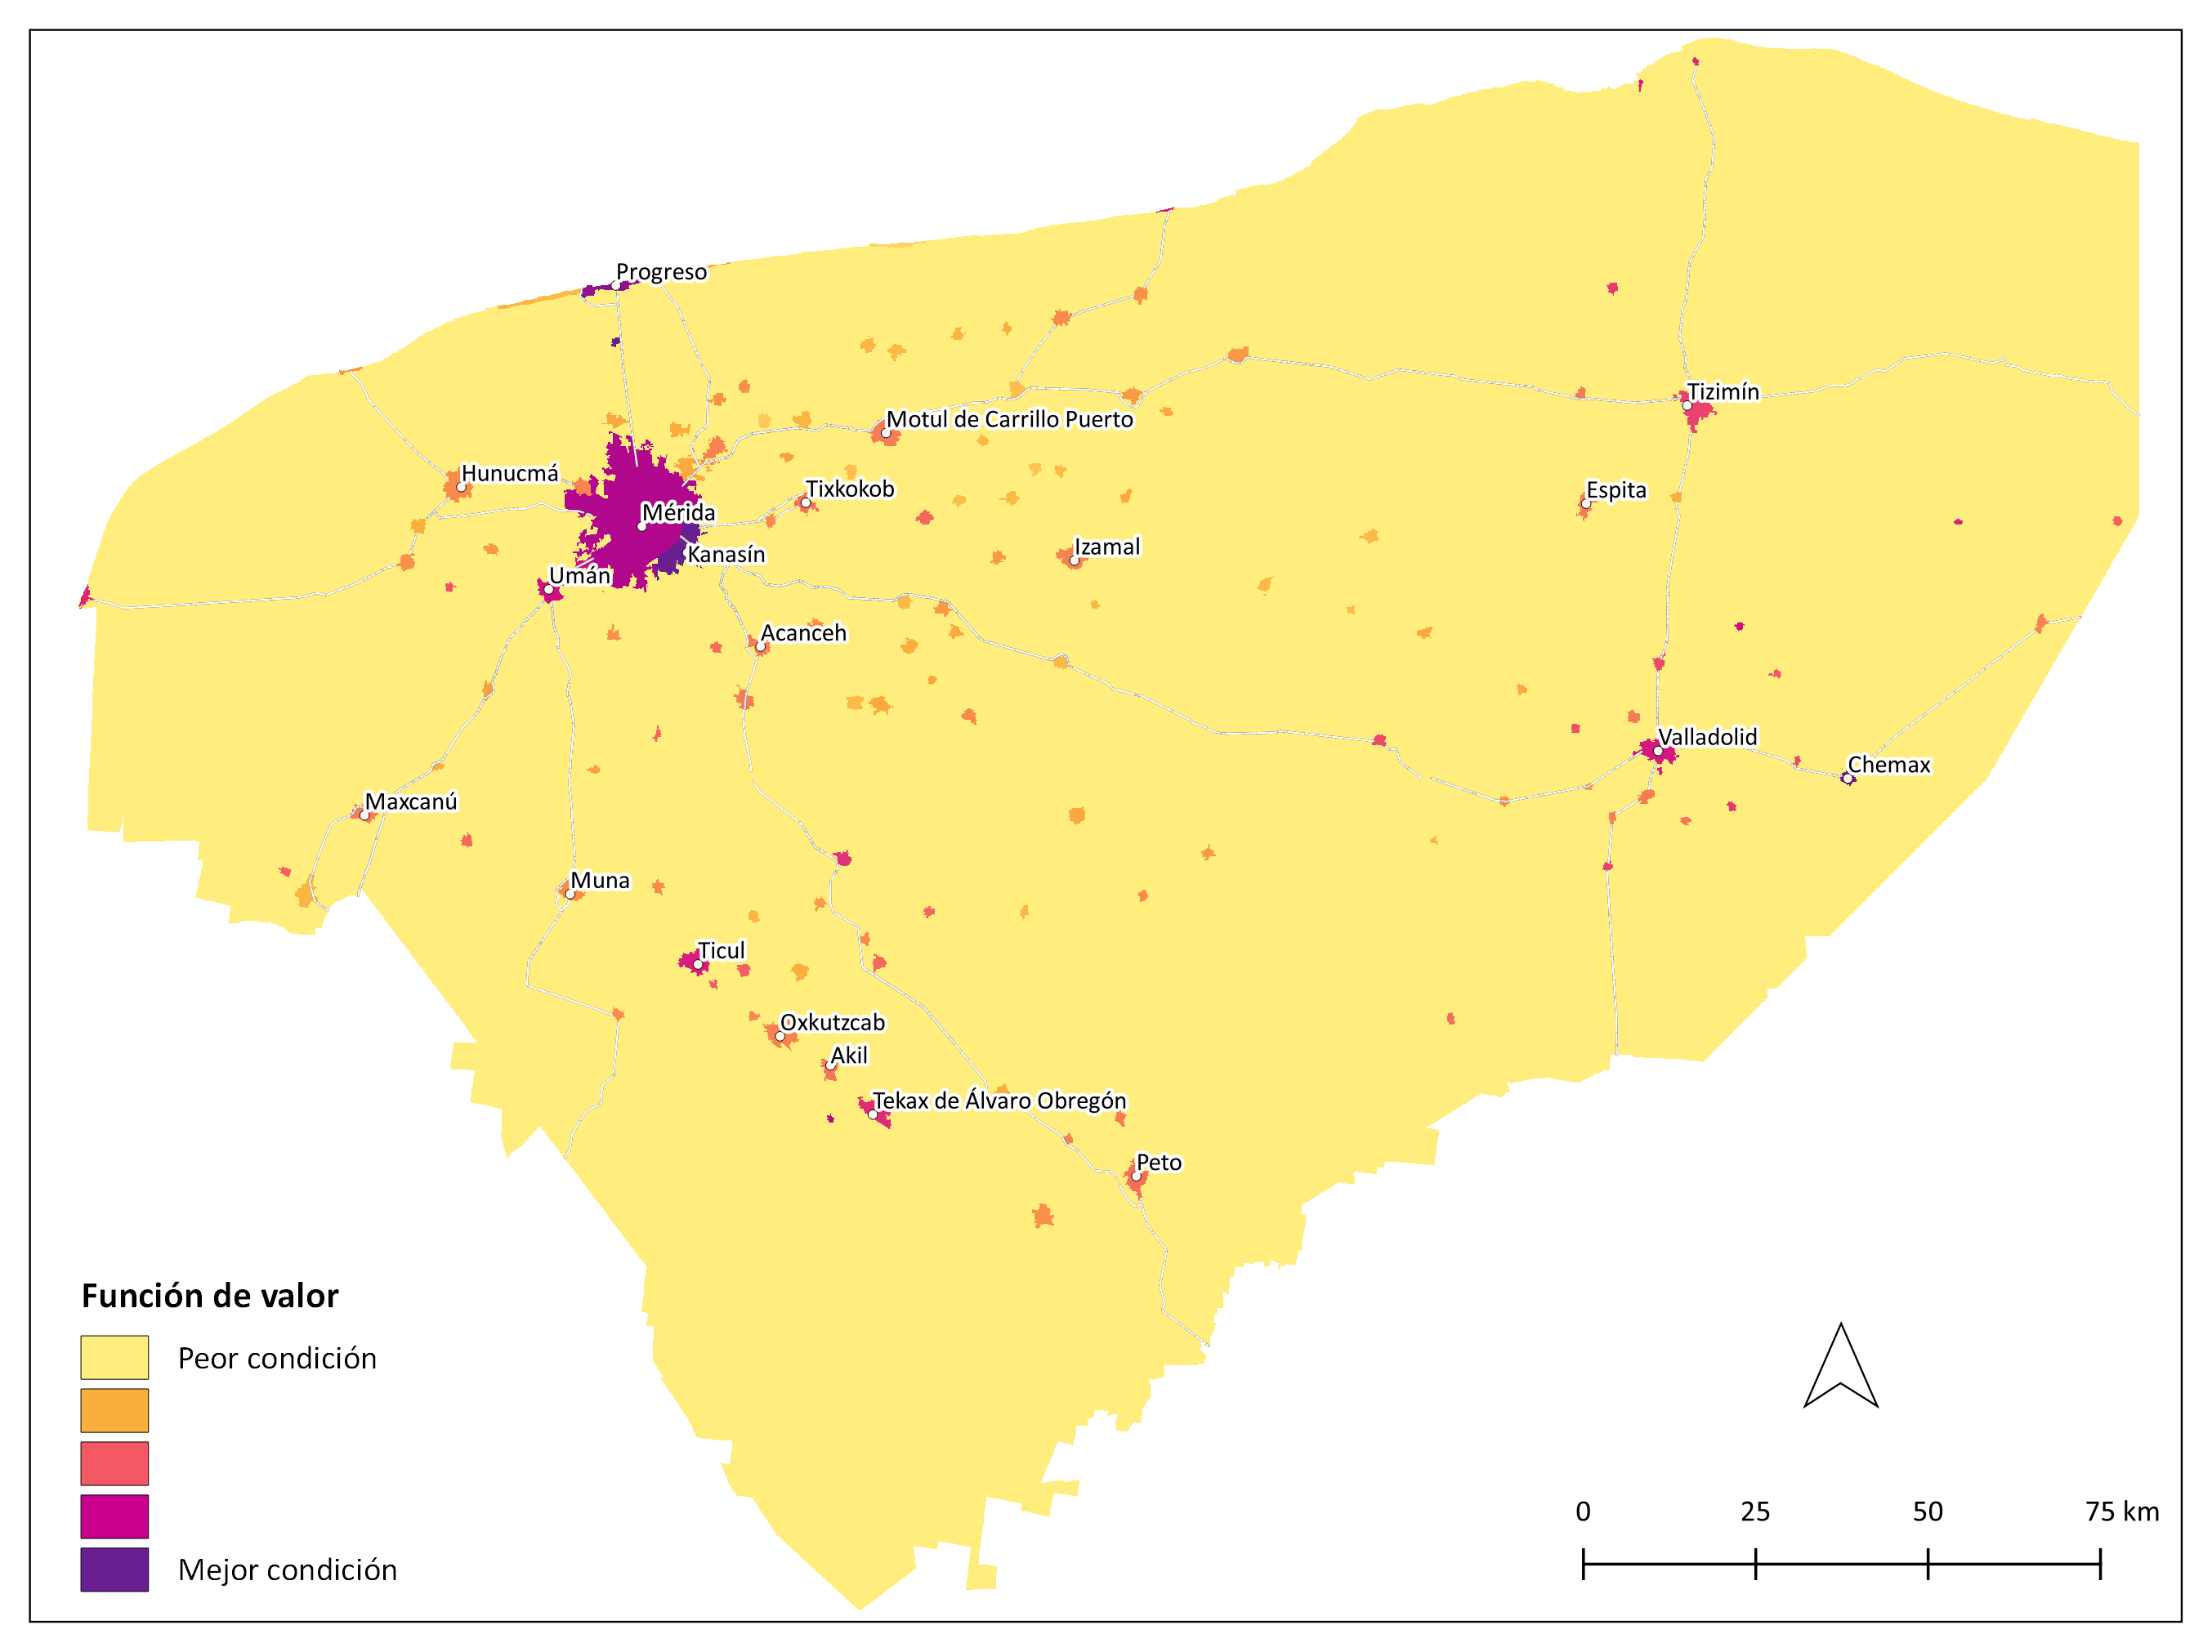 Progreso
Tizimín
Motul de Carrillo Puerto
Hunucmá
Tixkokob
Espita
Mérida
Izamal
Kanasín
Umán
Acanceh
Valladolid
Chemax
Maxcanú
Muna
Ticul
Oxkutzcab
Akil
Tekax de Álvaro Obregón
Peto
Función de valor
Peor condición
Mejor condición
0 25 50 75 km